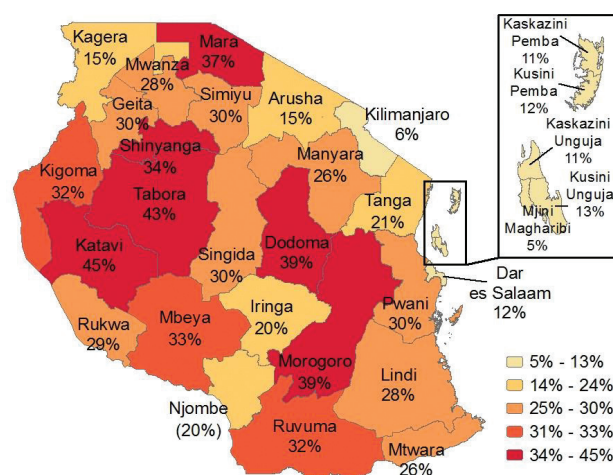 Kagera
15%
Mara
37%
Mwanza
28%
Geita
30%
Simiyu
30%
Arusha
15%
Kilimanjaro
6%
Shinyanga
34%
Kigoma
32%
Tabora
43%
Manyara
26%
Tanga
21%
Katavi
45%
Singida
30%
Dodoma
39%
Dar
es Salaam
12%
Pwani
30%
Rukwa
29%
Mbeya
33%
Iringa
20%
Morogoro
39%
Lindi
28%
Njombe
(20%)
Ruvuma
32%
Mtwara
26%
Kaskazini
Pemba
11%
Kusini
Pemba
12%
Kaskazini
Unguja
11%
Kusini
Unguja
13%
Mjini
Magharibi
5%
5% - 13%
14% - 24%
25% - 30%
31% - 33%
34% - 45%